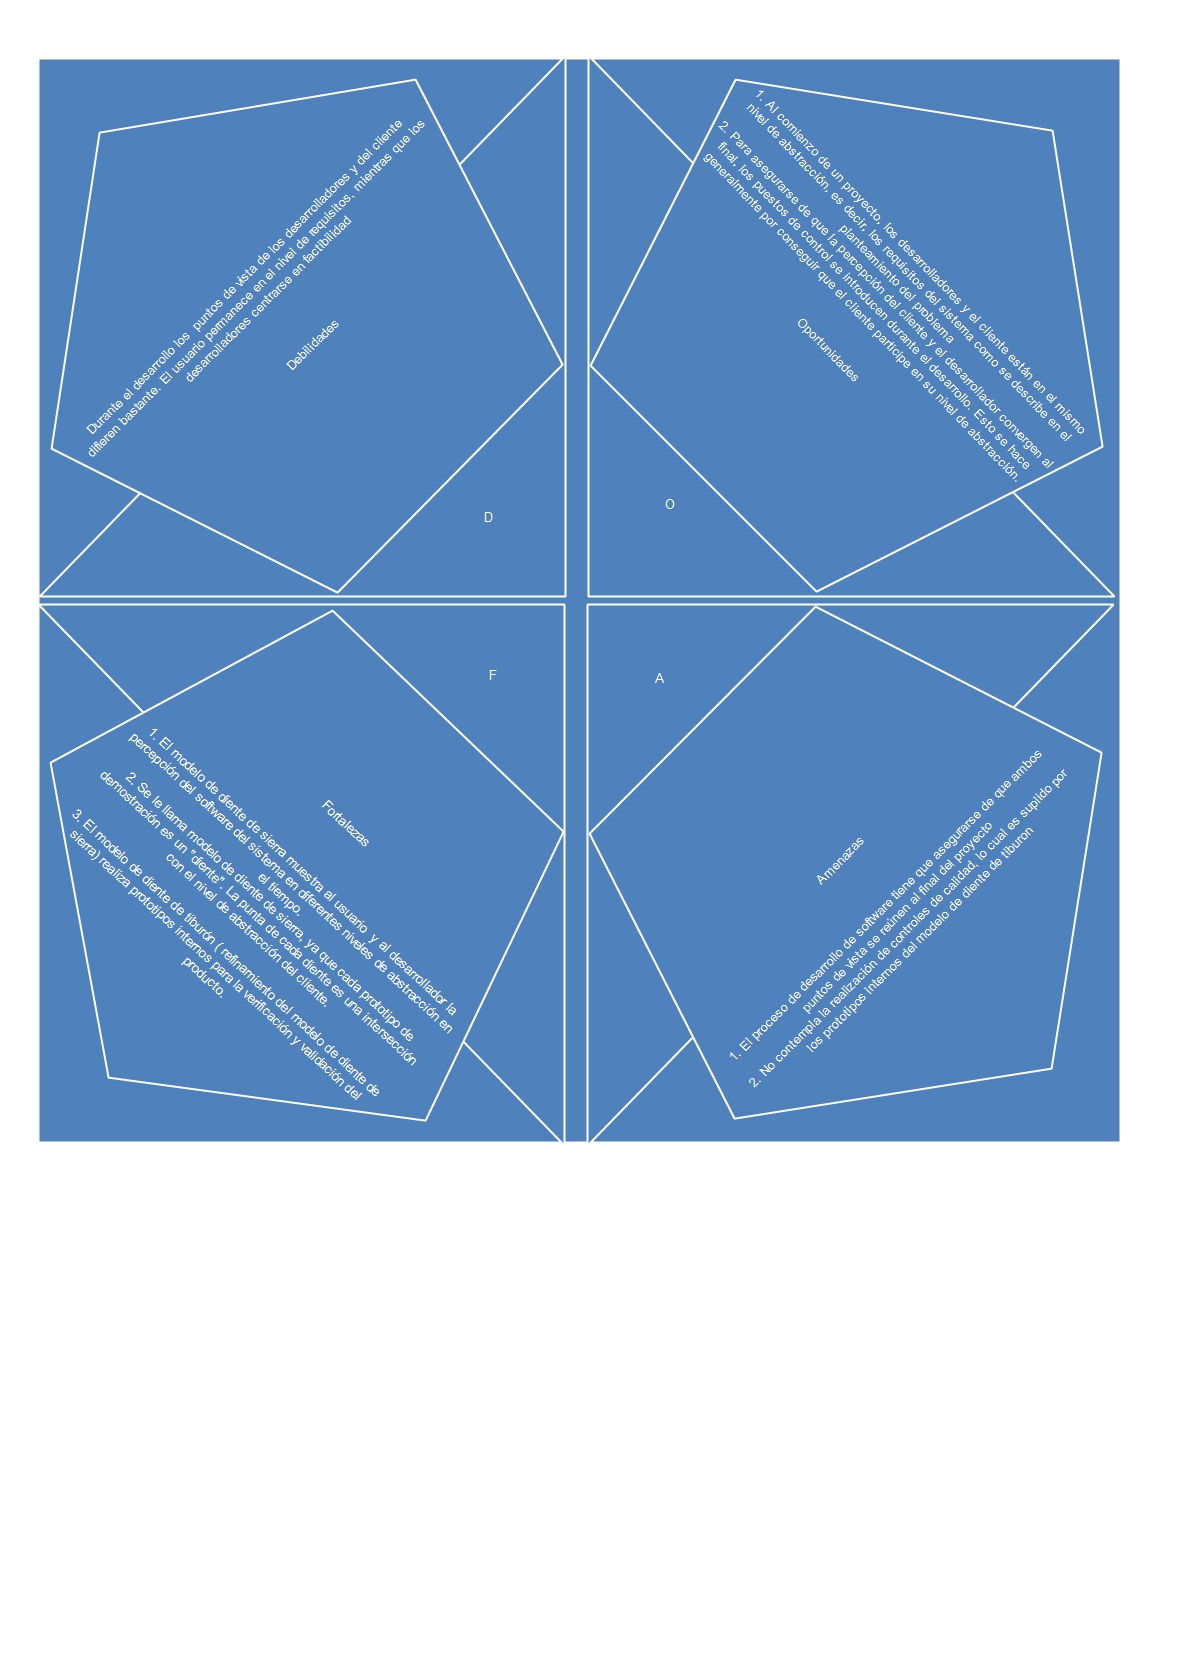 Durante el desarrollo los puntos de vista de los desarrolladores y del cliente
difieren bastante. El usuario permanece en el nivel de requisitos, mientras que los
desarrolladores centrarse en factibilidad
Debilidades
D
1. Al comienzo de un proyecto, los desarrolladores y el cliente están en el mismo
nivel de abstracción, es decir, los requisitos del sistema como se describe en el
planteamiento del problema
2. Para asegurarse de que la percepción del cliente y el desarrollador convergen al
final, los puestos de control se introducen durante el desarrollo. Esto se hace
generalmente por conseguir que el cliente participe en su nivel de abstracción.
Oportunidades
O
F
Fortalezas
1. El modelo de diente de sierra muestra al usuario y al desarrollador la
percepción del software del sistema en diferentes niveles de abstracción en
el tiempo.
2. Se le llama modelo de diente de sierra, ya que cada prototipo de
demostración es un "diente". La punta de cada diente es una intersección
con el nivel de abstracción del cliente.
3. El modelo de diente de tiburón ( refinamiento del modelo de diente de
sierra) realiza prototipos internos para la verificación y validación del
producto.
A
Amenazas
1. El proceso de desarrollo de software tiene que asegurarse de que ambos
puntos de vista se reúnen al final del proyecto
2. No contempla la realización de controles de calidad, lo cual es suplido por
los prototipos internos del modelo de diente de tiburon